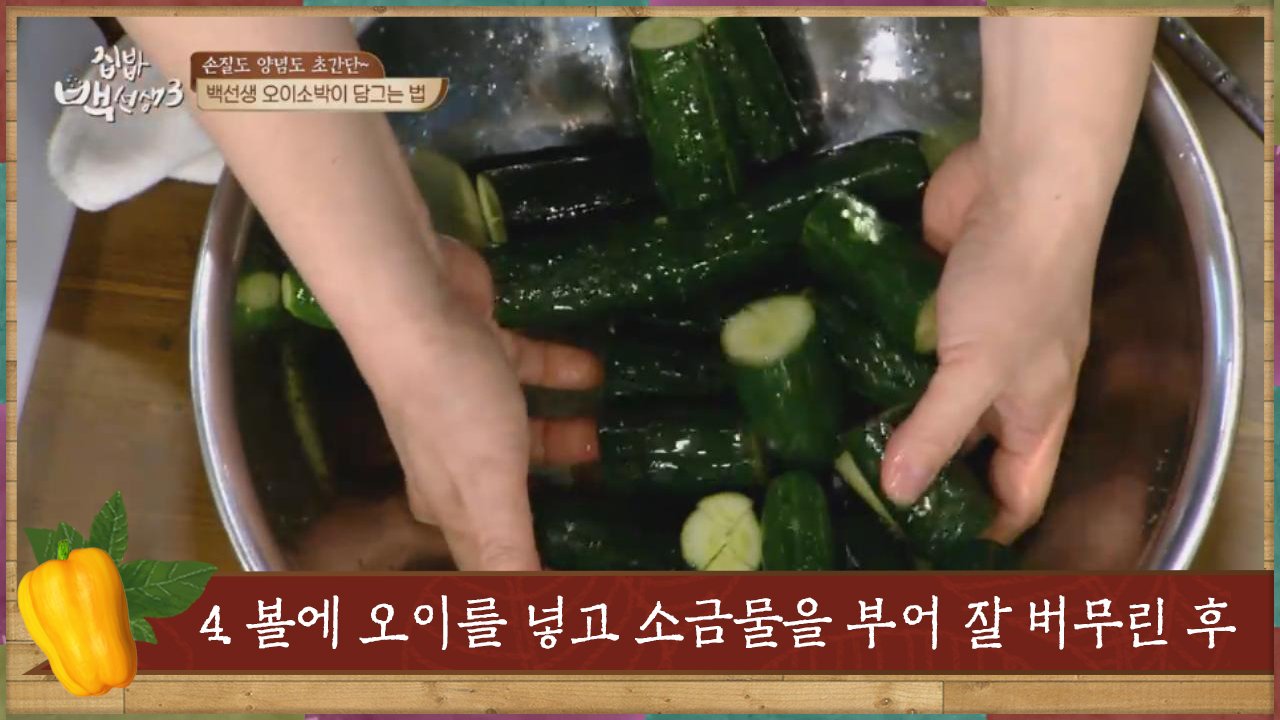 집밥
백선생3
손질도 양념도 초간단~
백선생 오이소박이 담그는 법
4. 볼에 오이를 넣고 소금물을 부어 잘 버무린 후